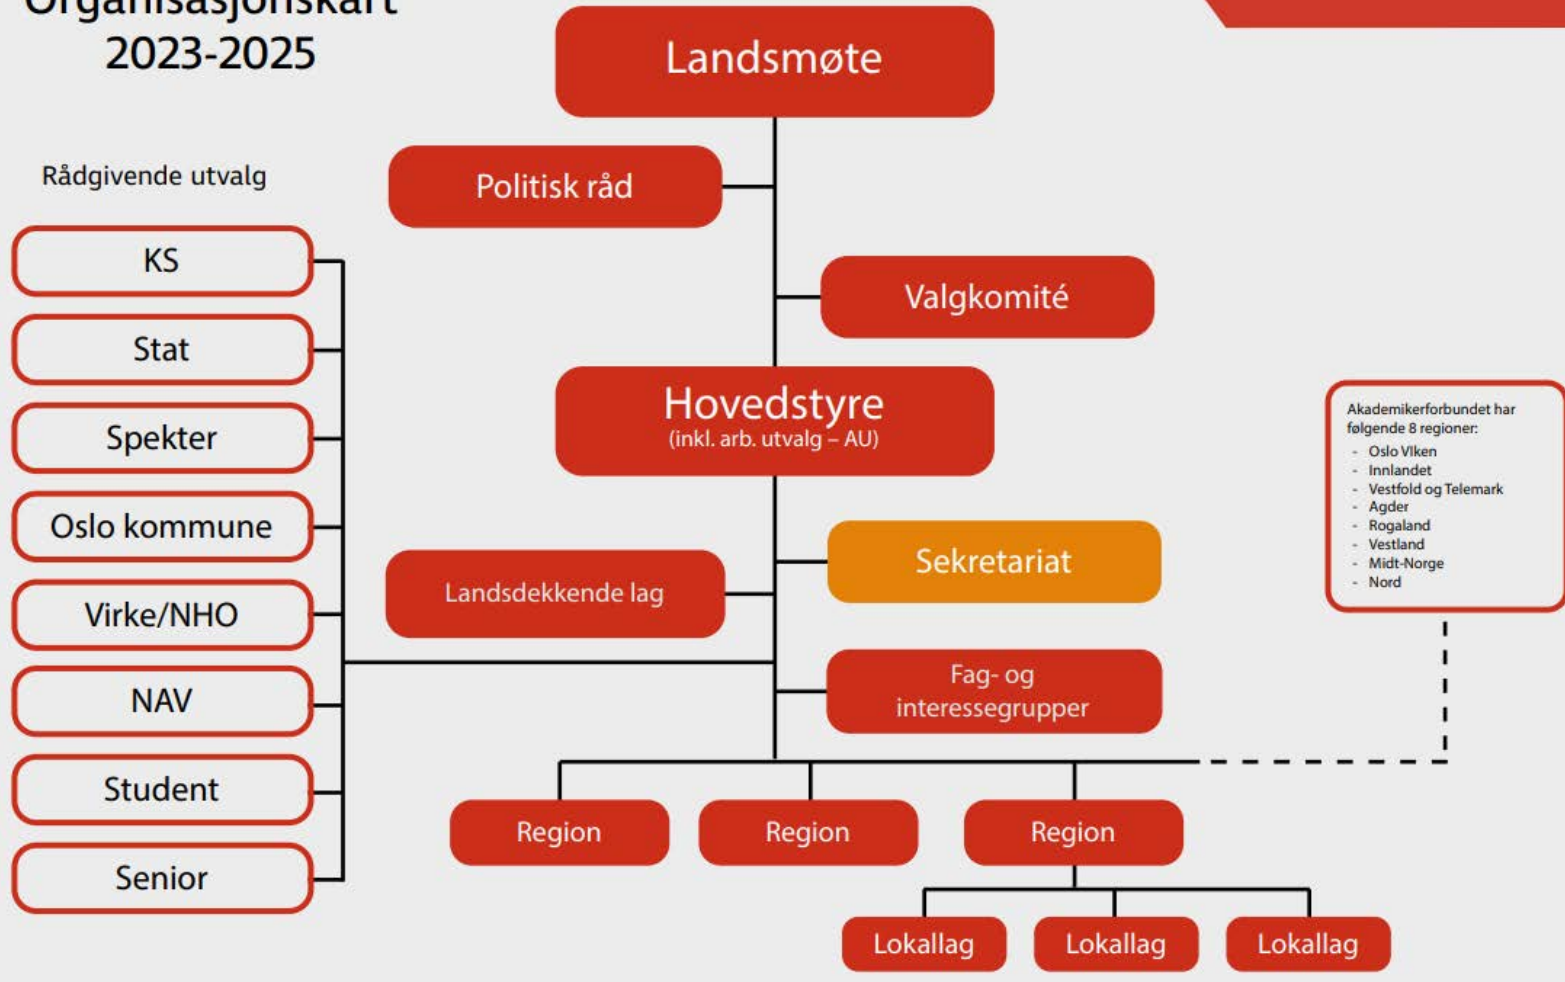 Organisasjonskart
2023-2025
Landsmøte
Politisk råd
Valgkomité
Hovedstyre
(inkl. arb. utvalg – AU)
Rådgivende utvalg
KS
Stat
Spekter
Oslo kommune
Virke/NHO
NAV
Student
Senior
Sekretariat
Landsdekkende lag
Fag- og
interessegrupper
Akademikerforbundet har
følgende 8 regioner:
- Oslo VIken
- Innlandet
- Vestfold og Telemark
- Agder
- Rogaland
- Vestland
- Midt-Norge
- Nord
Region
Region
Region
Lokallag
Lokallag
Lokallag